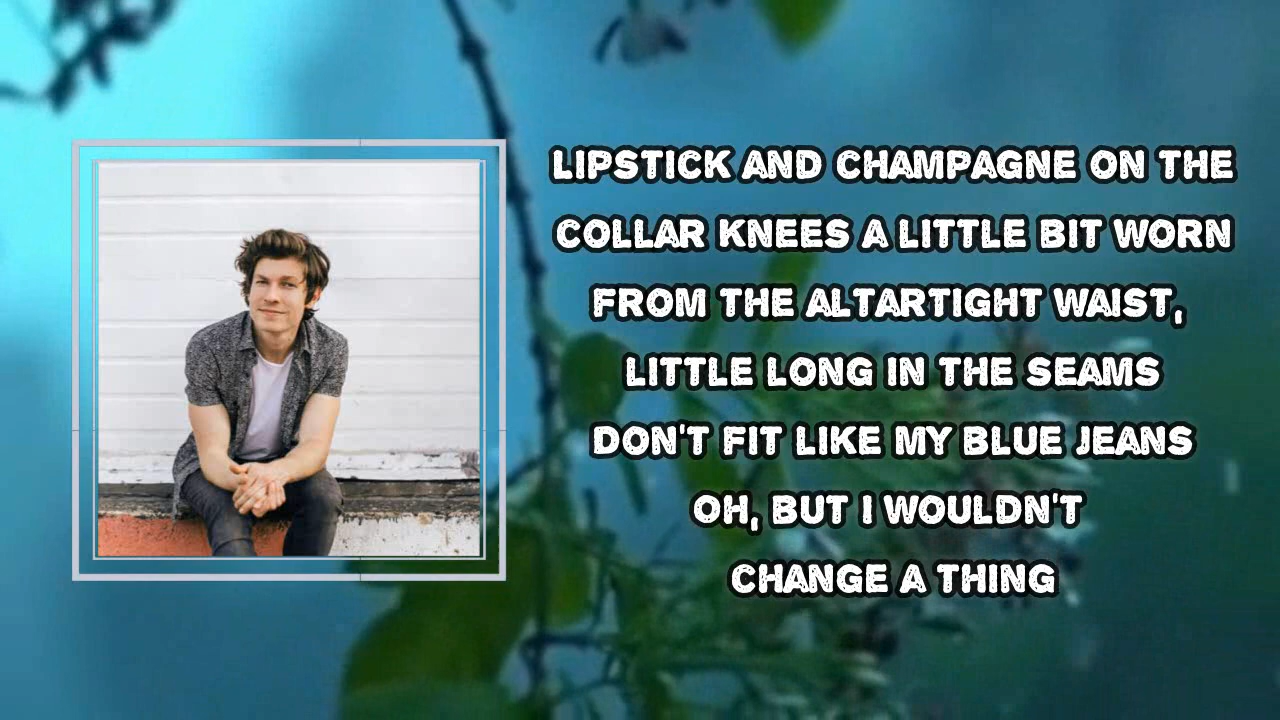 LIPSTICK AND CHAMPAGNE ON THE
COLLAR KNEES A LITTLE BIT WORN
FROM THE ALTARTIGHT WAIST,
LITTLE LONG IN THE SEAMS
DON'T FIT LIKE MY BLUE JEANS
OH, BUT I WOULDN'T
CHANGE A THING